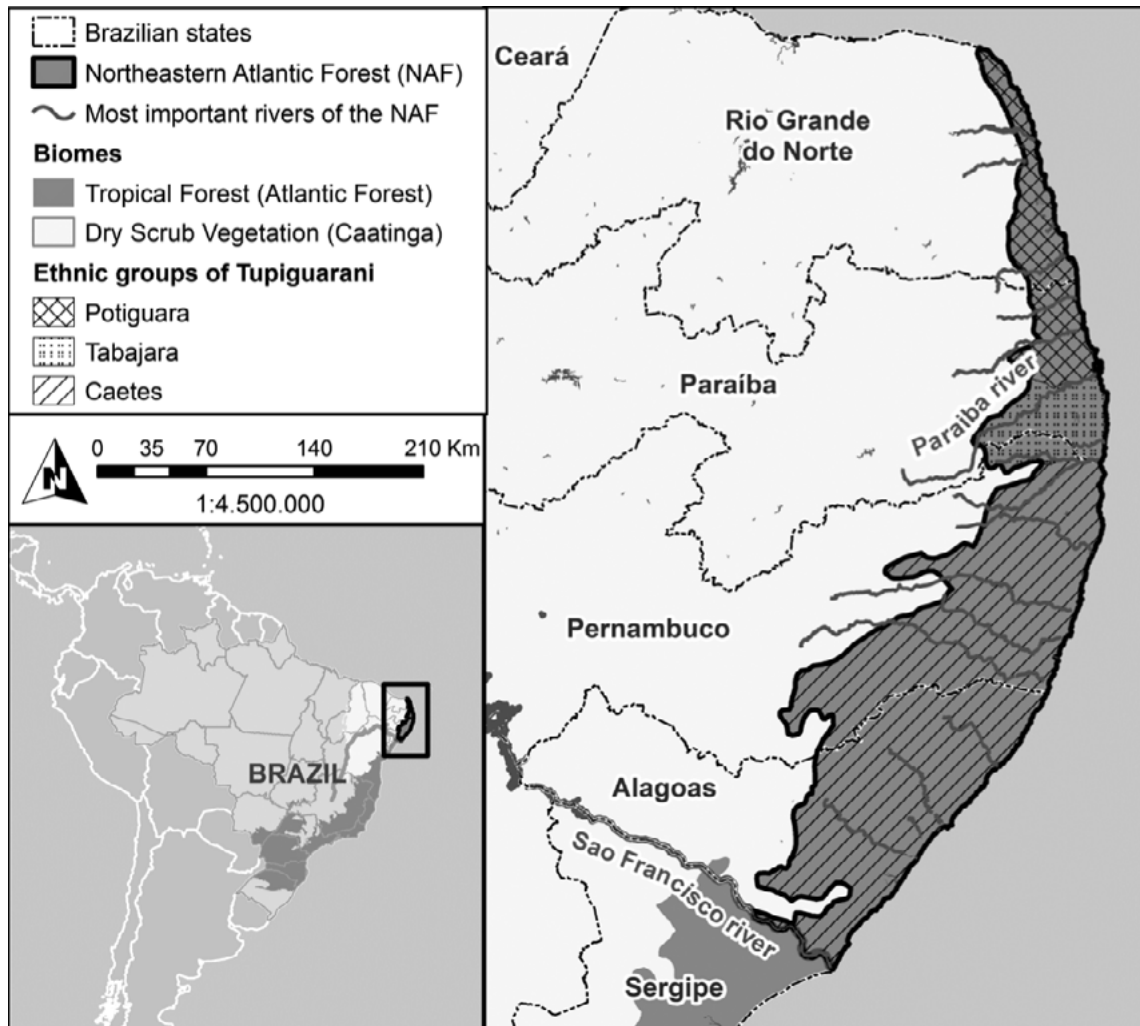 Brazilian states
Northeastern Atlantic Forest (NAF)
Most important rivers of the NAF
Biomes
Tropical Forest (Atlantic Forest)
Dry Scrub Vegetation (Caatinga)
Ethnic groups of Tupiguarani
Potiguara
Tabajara
Caetes
N
0 35 70 140 210 Km
1:4.500.000
BRAZIL
Ceará
Rio Grande
do Norte
Paraíba
Paraiba river
Pernambuco
Alagoas
Sao Francisco river
Sergipe